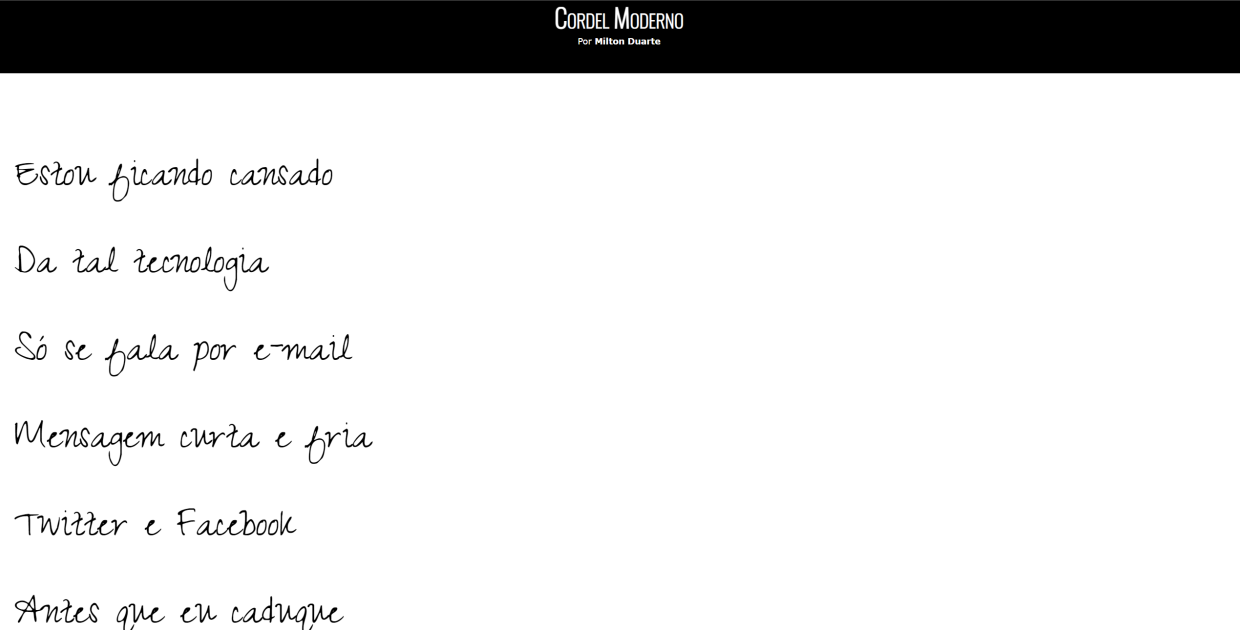 Cordel Moderno
Por Milton Duarte
Estou ficando cansado
Da tal tecnologia
Só se fala por e-mail
Mensagem curta e fria
Twitter e Facebook
Antes que eu caduque